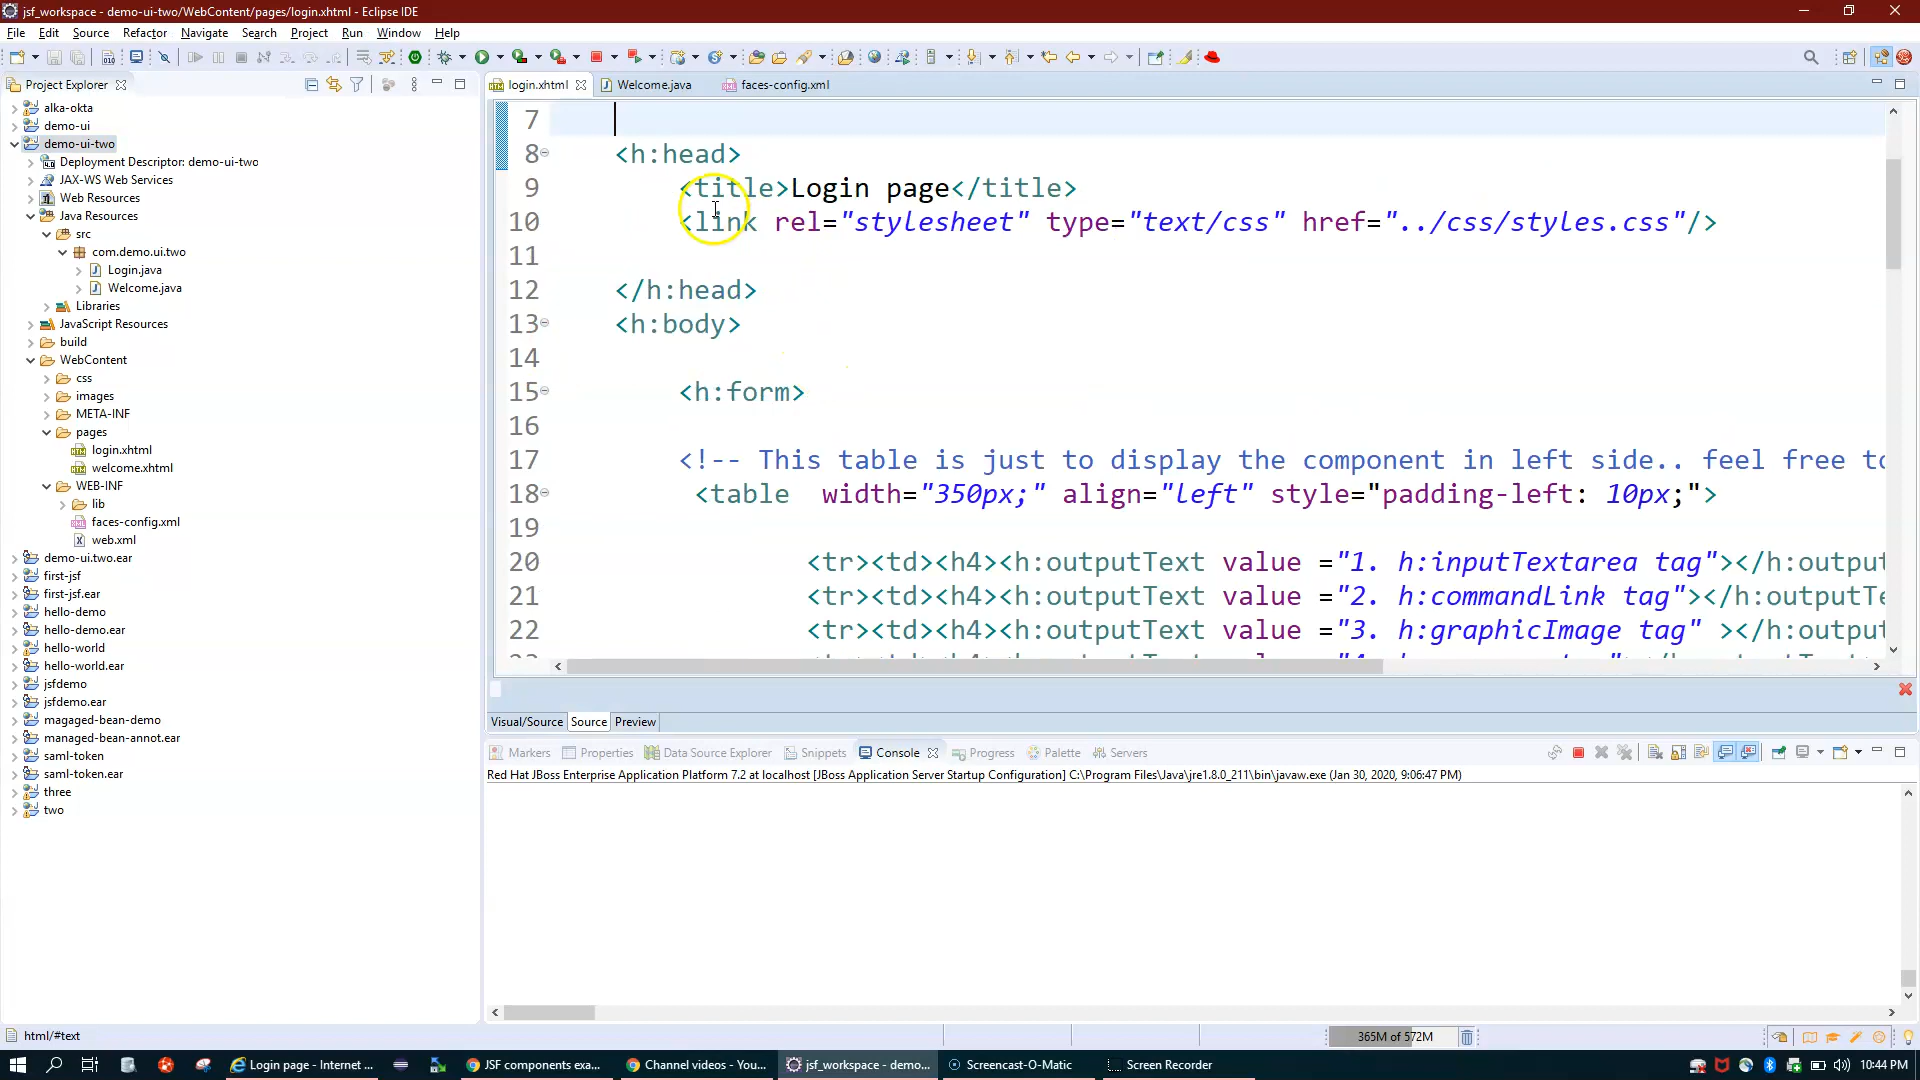 jsf_workspace - demo-ui-two/WebContent/pages/login.xhtml - Eclipse IDE
File Edit Source Refactor Navigate Search Project Run Window Help
Project Explorer
alka-okta
demo-ui
demo-ui-two
Deployment Descriptor: demo-ui-two
JAX-WS Web Services
Web Resources
Java Resources
src
com.demo.ui.two
Login.java
Welcome.java
Libraries
JavaScript Resources
build
WebContent
css
images
META-INF
pages
login.xhtml
welcome.xhtml
WEB-INF
lib
faces-config.xml
web.xml
demo-ui.two.ear
first-jsf
first-jsf.ear
hello-demo
hello-demo.ear
hello-world
hello-world.ear
jsfdemo
jsfdemo.ear
magaged-bean-demo
managed-bean-annot.ear
saml-token
saml-token.ear
three
two
login.xhtml Welcome.java faces-config.xml
7
8 <h:head>
9 <title>Login page</title>
10 <link rel="stylesheet" type="text/css" href="../css/styles.css"/>
11
12 </h:head>
13 <h:body>
14
15 <h:form>
16
17 <!-- This table is just to display the component in left side.. feel free to
18 <table width="350px;" align="left" style="padding-left: 10px;">
19
20 <tr><td><h4><h:outputText value ="1. h:inputTextarea tag"></h:output
21 <tr><td><h4><h:outputText value ="2. h:commandLink tag"></h:outputTe
22 <tr><td><h4><h:outputText value ="3. h:graphicImage tag" ></h:output
Visual/Source Source Preview
Markers Properties Data Source Explorer Snippets Console Progress Palette Servers
Red Hat JBoss Enterprise Application Platform 7.2 at localhost [JBoss Application Server Startup Configuration] C:\Program Files\Java\jre1.8.0_211\bin\javaw.exe (Jan 30, 2020, 9:06:47 PM)
html/#text
365M of 572M
Login page - Internet ...
JSF components exa...
Channel videos - You...
jsf_workspace - demo...
Screencast-O-Matic
Screen Recorder
10:44 PM